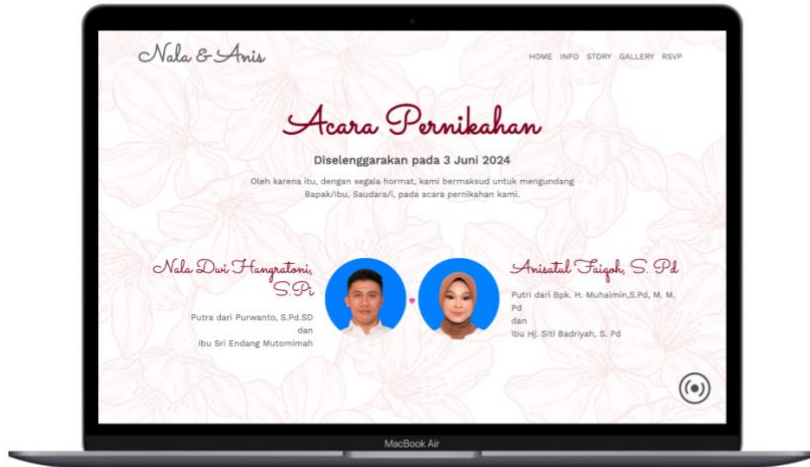 Nala & Anis
HOME INFO STORY GALLERY RSVP
Acara Pernikahan
Diselenggarakan pada 3 Juni 2024
Oleh karena itu, dengan segala hormat, kami bermaksud untuk mengundang
Bapak/Ibu, Saudara/i, pada acara pernikahan kami.
Nala Dwi Hangratoni,
S.Pi
Putra dari Purwanto, S.Pd.SD
dan
Ibu Sri Endang Mutomimah
Anisatul Faiqoh, S. Pd
Putri dari Bpk. H. Muhaimin,S.Pd, M. M.
Pd
dan
Ibu Hj. Siti Badriyah, S. Pd
MacBook Air